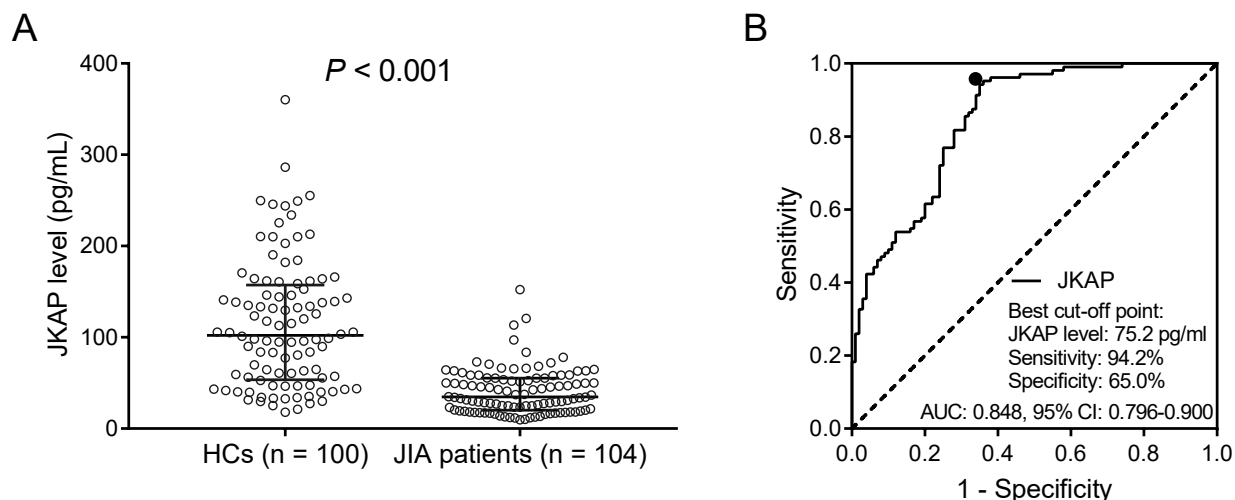 A
P < 0.001
JKAP level (pg/mL)
400
300
200
100
0
HCs (n = 100)
JIA patients (n = 104)
B
Sensitivity
1.0
0.8
0.6
0.4
0.2
0.0
JKAP
Best cut-off point:
JKAP level: 75.2 pg/ml
Sensitivity: 94.2%
Specificity: 65.0%
AUC: 0.848, 95% CI: 0.796-0.900
0.0 0.2 0.4 0.6 0.8 1.0
1 - Specificity